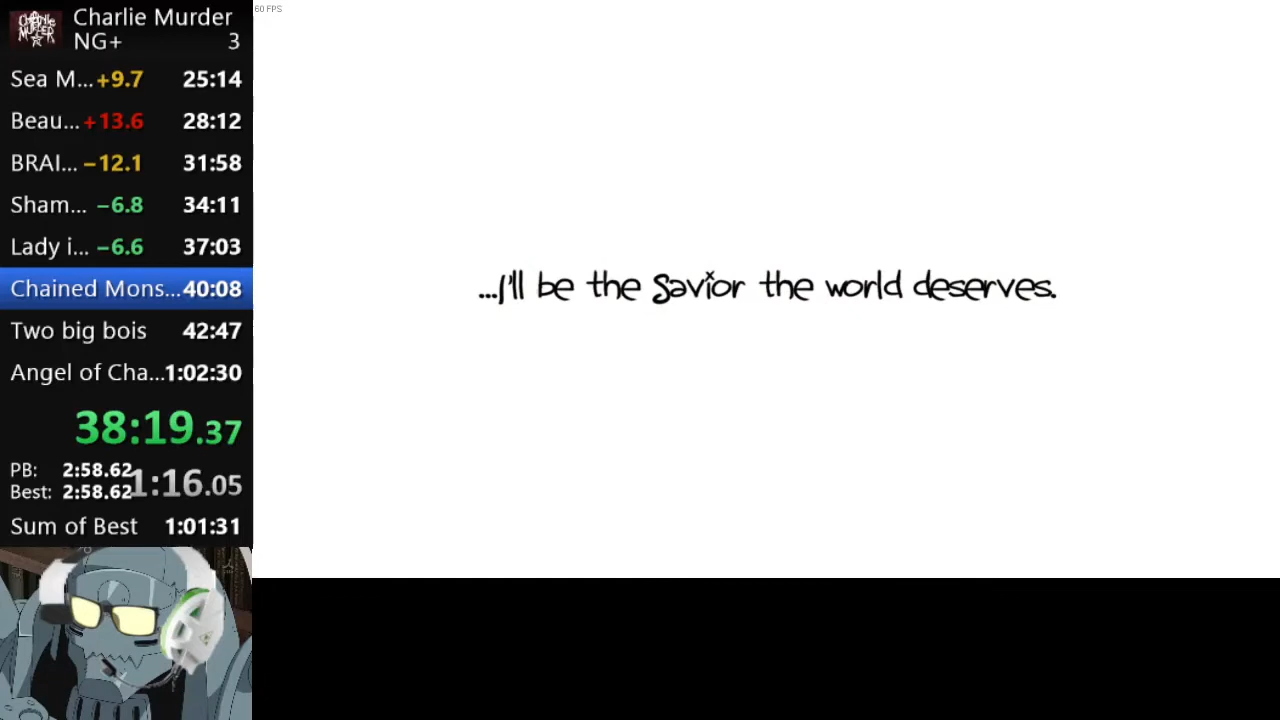 60 FPS
Charlie Murder
NG+ 3
Sea M... +9.7 25:14
Beau... +13.6 28:12
BRAI... −12.1 31:58
Sham... −6.8 34:11
Lady i... −6.6 37:03
Chained Mons... 40:08
Two big bois 42:47
Angel of Cha... 1:02:30
38:19.37
PB: 2:58.62
Best: 2:58.62 1:16.05
Sum of Best 1:01:31
...I'll be the Savior the world deserves.